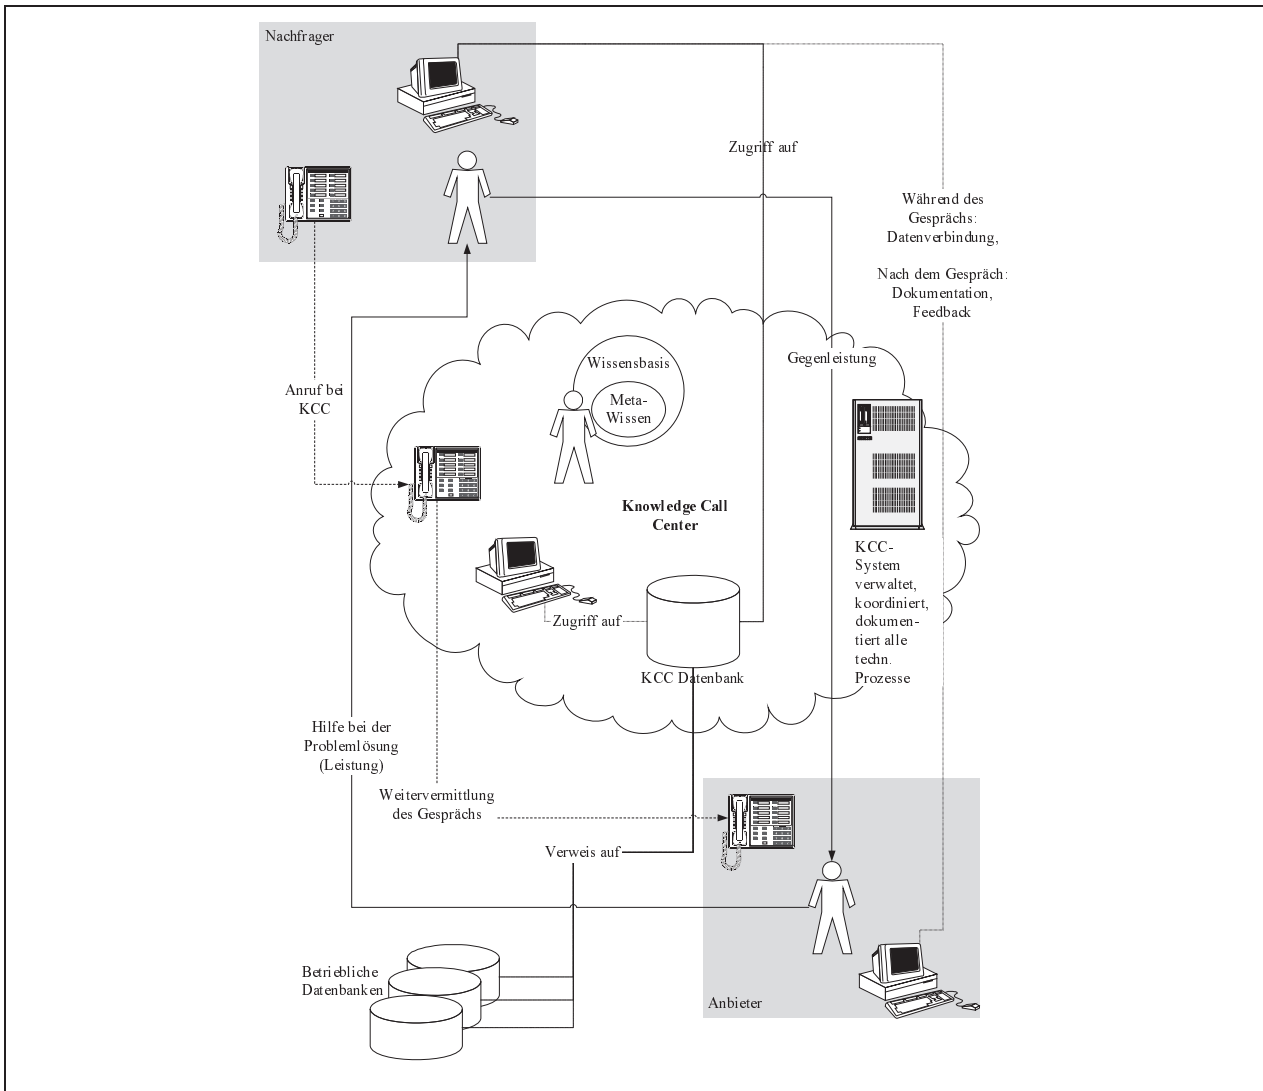 Nachfrager
Zugriff auf
Während des
Gesprächs:
Datenverbindung,
Nach dem Gespräch:
Dokumentation,
Feedback
Wissensbasis
Meta-
Wissen
Gegenleistung
Anruf bei
KCC
Knowledge Call
Center
KCC-
System
verwaltet,
koordiniert,
dokumen-
tiert alle
techn.
Prozesse
Zugriff auf
KCC Datenbank
Hilfe bei der
Problemlösung
(Leistung)
Weitervermittlung
des Gesprächs
Verweis auf
Betriebliche
Datenbanken
Anbieter